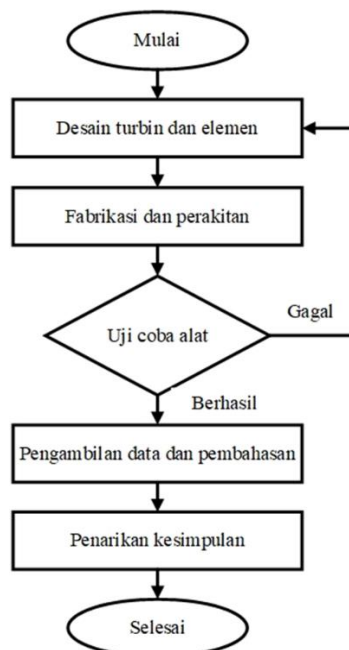 Mulai
Desain turbin dan elemen
Fabrikasi dan perakitan
Uji coba alat
Gagal
Berhasil
Pengambilan data dan pembahasan
Penarikan kesimpulan
Selesai